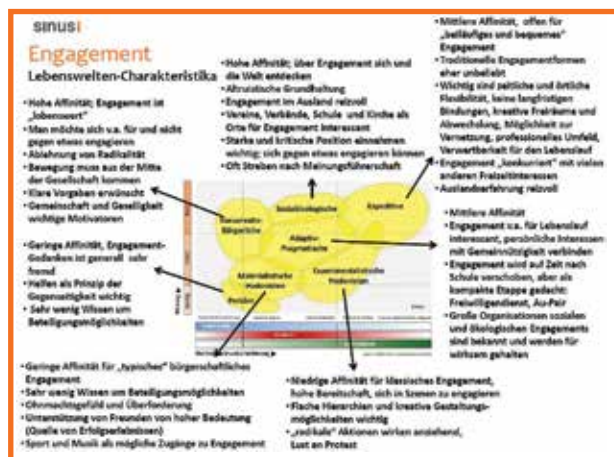 sinus:
Engagement
Lebenswelten-Charakteristika
•Hohe Affinität; Engagement ist
„lobenswert"
•Man möchte sich v.a. für und nicht
gegen etwas engagieren
•Ablehnung von Radikalität
•Bewegung muss aus der Mitte
der Gesellschaft kommen
•Klare Vorgaben erwünscht
•Gemeinschaft und Geselligkeit
wichtige Motivatoren
•Geringe Affinität, Engagement-
Gedanken ist generell sehr
fremd
•Helfen als Prinzip der
Gegenseitigkeit wichtig
• Sehr wenig Wissen um
Beteiligungsmöglichkeiten
•Hohe Affinität; über Engagement sich und
die Welt entdecken
•Altruistische Grundhaltung
•Engagement im Ausland reizvoll
•Vereine, Verbände, Schule und Kirche als
Orte für Engagement interessant
•Starke und kritische Position einnehmen
wichtig; sich gegen etwas engagieren können
•Oft Streben nach Meinungsführerschaft
•Mittlere Affinität, offen für
„beiläufiges und bequemes"
Engagement
•Traditionelle Engagementformen
eher unbeliebt
•Wichtig sind zeitliche und örtliche
Flexibilität, keine langfristigen
Bindungen, kreative Freiräume und
Abwechslung, Möglichkeit zur
Vernetzung, professionelles Umfeld,
Verwertbarkeit für den Lebenslauf
•Engagement „konkurriert" mit vielen
anderen Freizeitinteressen
•Auslandserfahrung reizvoll
Konservativ-
Bürgerliche
Sozialökologische
Expeditive
Adaptiv-
Pragmatische
Materialistische
Hedonisten
Experimentalistische
Hedonisten
Prekäre
•Mittlere Affinität
•Engagement v.a. für Lebenslauf
interessant, persönliche Interessen
mit Gemeinnützigkeit verbinden
•Engagement wird auf Zeit nach
Schule verschoben, aber als
kompakte Etappe gedacht:
Freiwilligendienst, Au-Pair
•Große Organisationen sozialen
und ökologischen Engagements
sind bekannt und werden für
wirksam gehalten
•Geringe Affinität für „typisches" bürgerschaftliches
Engagement
•Sehr wenig Wissen um Beteiligungsmöglichkeiten
•Ohnmachtsgefühl und Überforderung
•Unterstützung von Freunden von hoher Bedeutung
(Quelle von Erfolgserlebnissen)
•Sport und Musik als mögliche Zugänge zu Engagement
•Niedrige Affinität für klassisches Engagement,
hohe Bereitschaft, sich in Szenen zu engagieren
•Flache Hierarchien und kreative Gestaltungs-
möglichkeiten wichtig
•„radikale" Aktionen wirken anziehend,
Lust an Protest